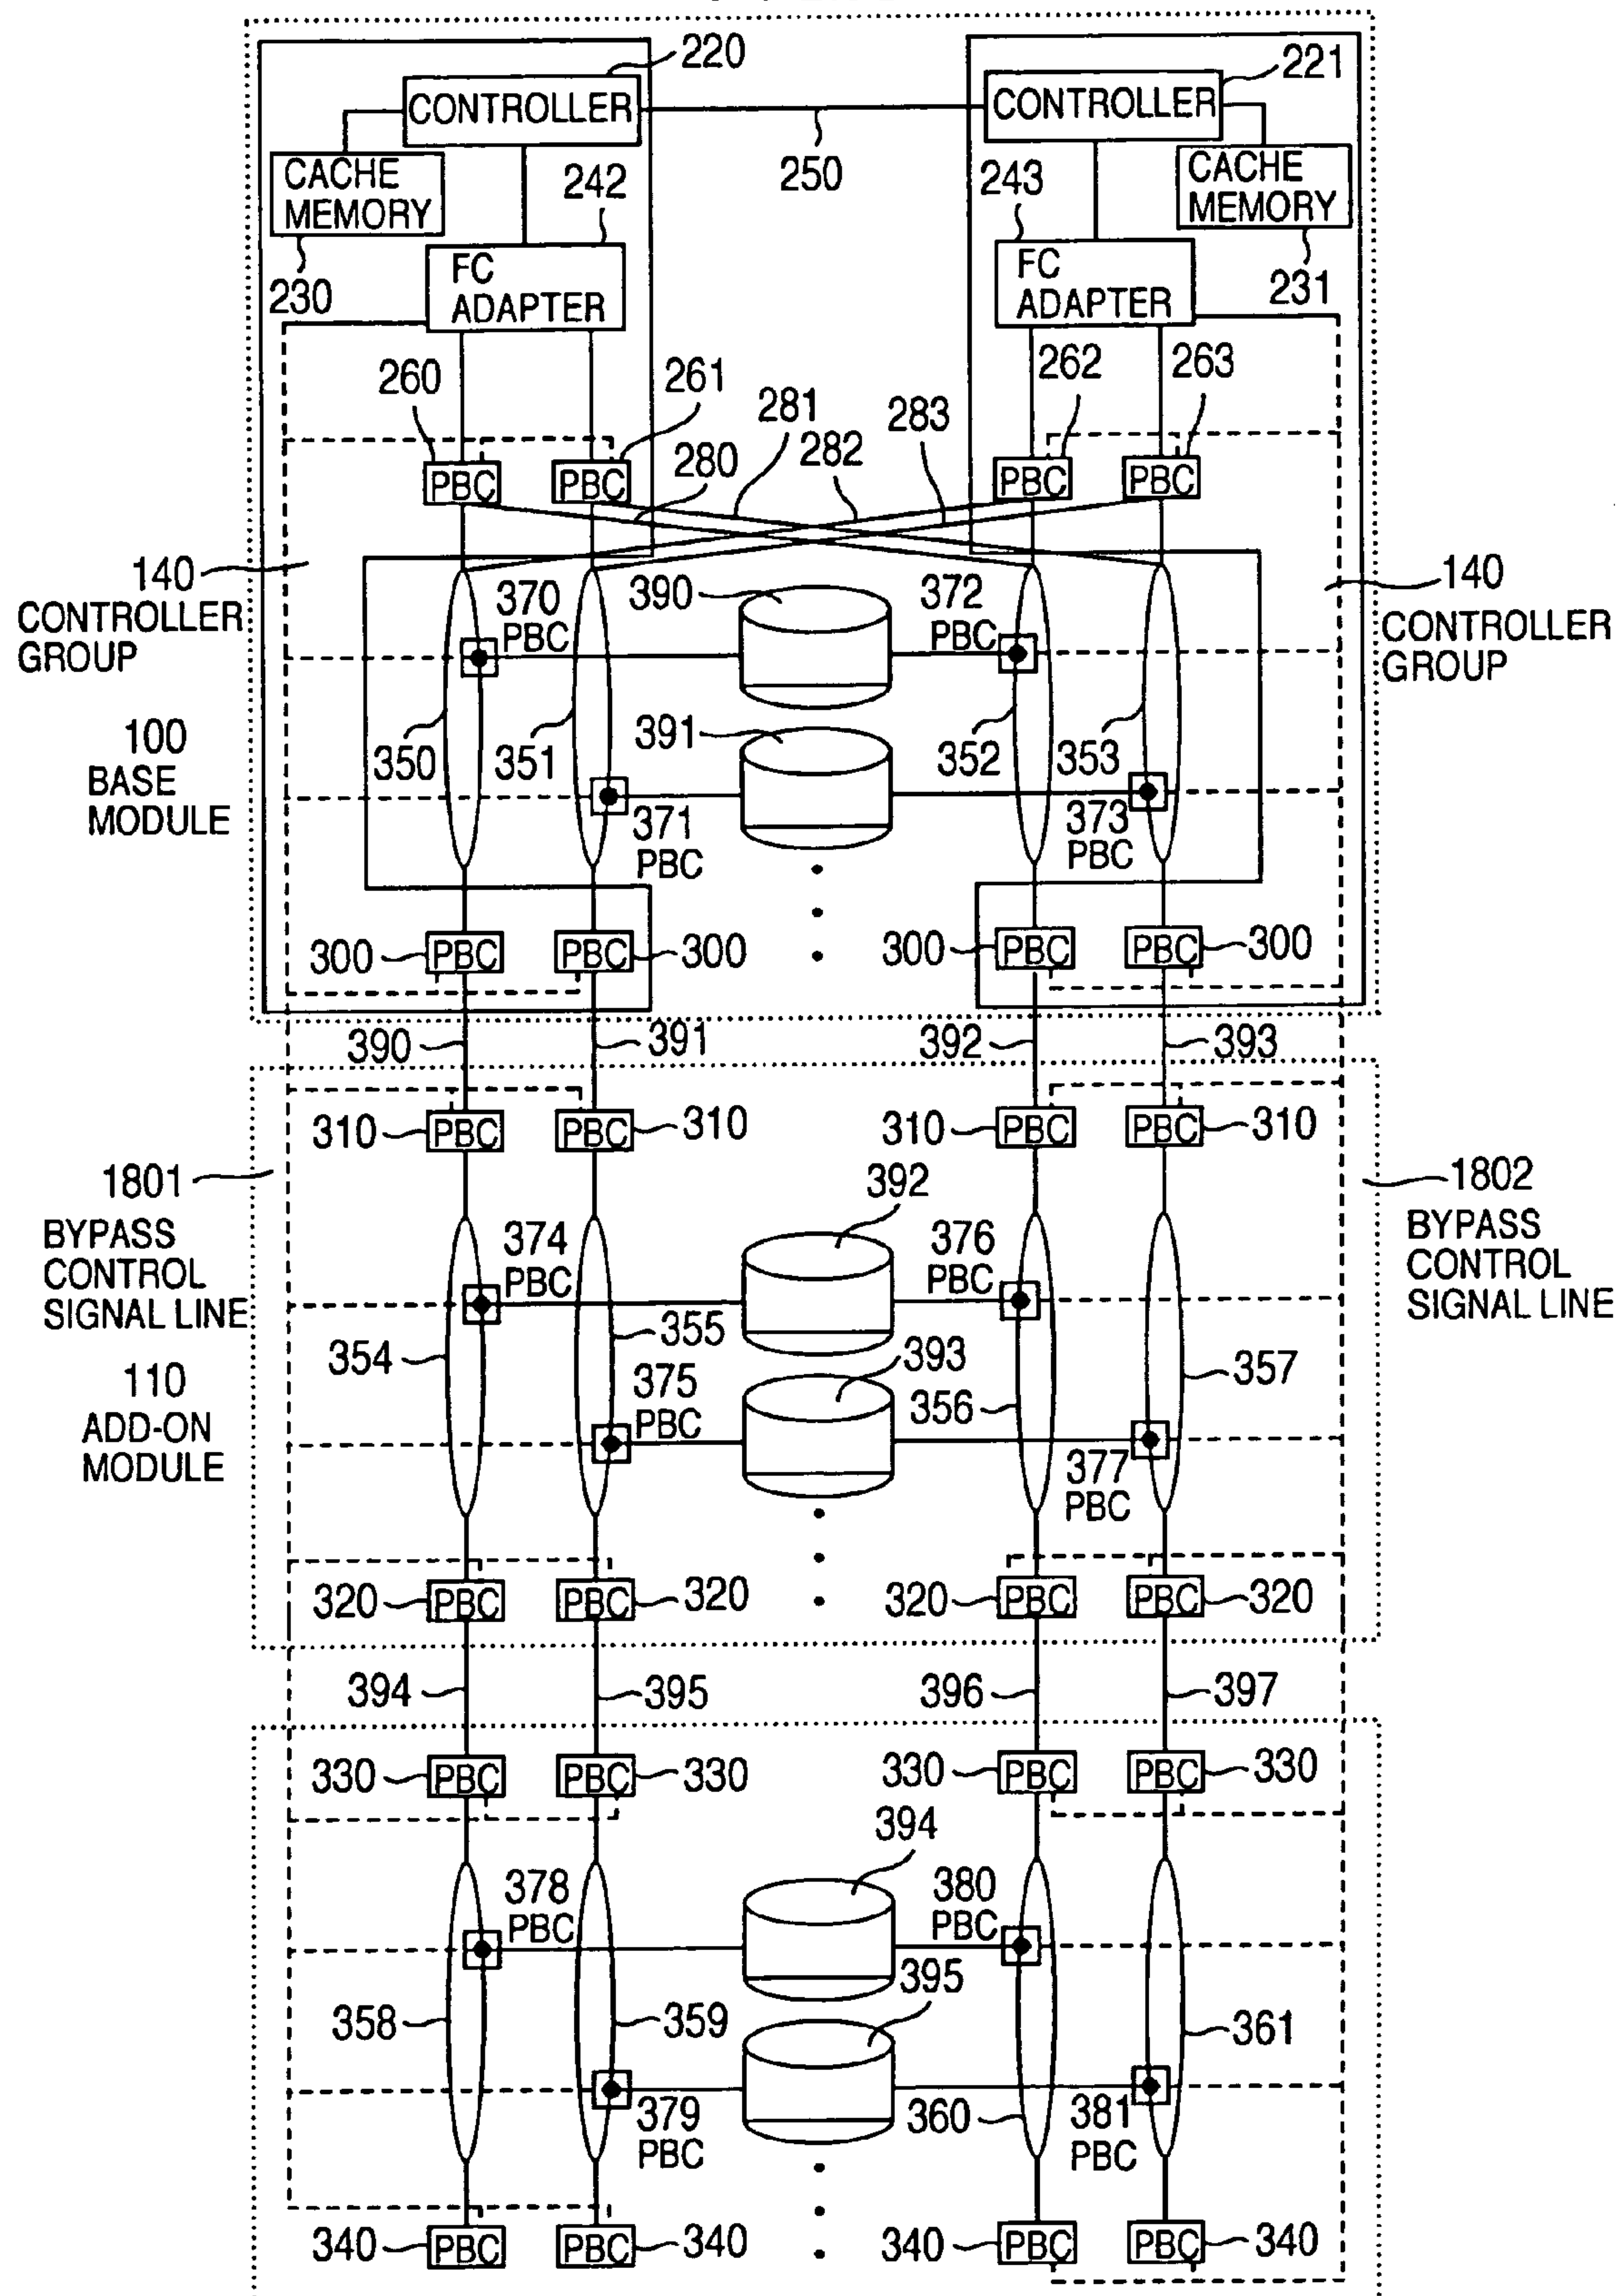 220
221
CONTROLLER
CONTROLLER
250
CACHE
MEMORY
242
243
CACHE
MEMORY
FC
ADAPTER
FC
ADAPTER
230
231
260
261
281
282
283
262
263
280
PBC
PBC
PBC
PBC
140
CONTROLLER
GROUP
140
CONTROLLER
GROUP
370
PBC
390
372
PBC
100
BASE
MODULE
350
351
391
352
353
371
PBC
373
PBC
300
PBC
PBC
300
300
PBC
PBC
300
390
391
392
393
310
PBC
PBC
310
310
PBC
PBC
310
1801
BYPASS
CONTROL
SIGNAL LINE
1802
BYPASS
CONTROL
SIGNAL LINE
374
PBC
392
376
PBC
354
355
393
357
110
ADD-ON
MODULE
375
PBC
356
377
PBC
320
PBC
PBC
320
320
PBC
PBC
320
394
395
396
397
330
PBC
PBC
330
330
PBC
PBC
330
394
378
PBC
380
PBC
395
358
359
361
379
PBC
360
381
PBC
340
PBC
PBC
340
340
PBC
PBC
340